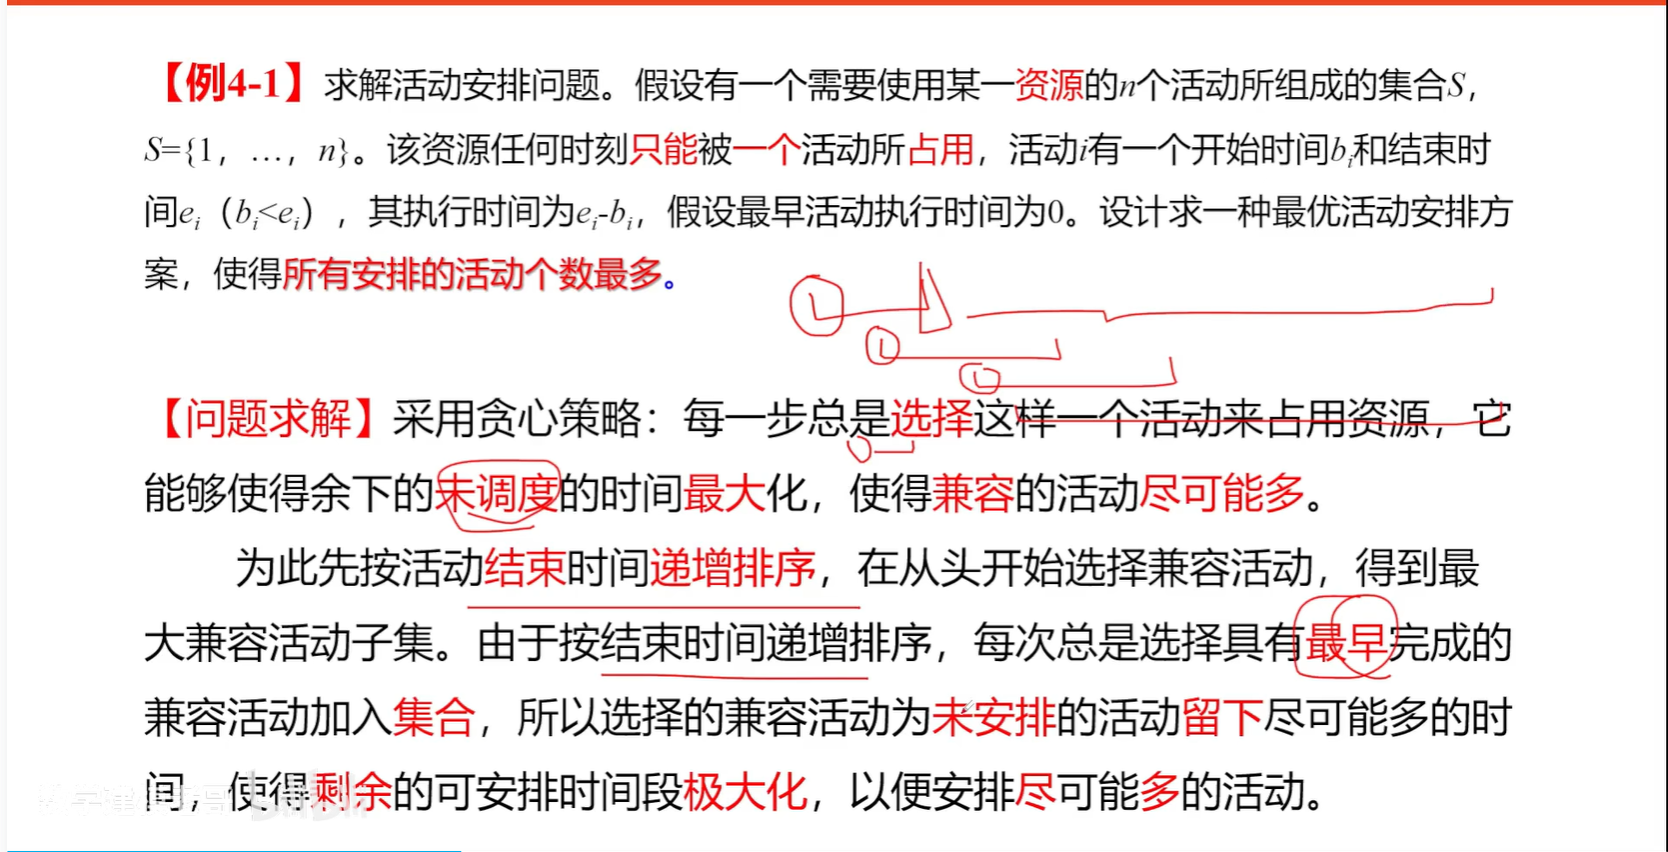 【例4-1】求解活动安排问题。假设有一个需要使用某一资源的n个活动所组成的集合S，
S={1，…，n}。该资源任何时刻只能被一个活动所占用，活动i有一个开始时间bi和结束时
间ei（bi<ei），其执行时间为ei-bi，假设最早活动执行时间为0。设计求一种最优活动安排方
案，使得所有安排的活动个数最多。
【问题求解】采用贪心策略：每一步总是选择这样一个活动来占用资源，它
能够使得余下的未调度的时间最大化，使得兼容的活动尽可能多。
为此先按活动结束时间递增排序，在从头开始选择兼容活动，得到最
大兼容活动子集。由于按结束时间递增排序，每次总是选择具有最早完成的
兼容活动加入集合，所以选择的兼容活动为未安排的活动留下尽可能多的时
间，使得剩余的可安排时间段极大化，以便安排尽可能多的活动。